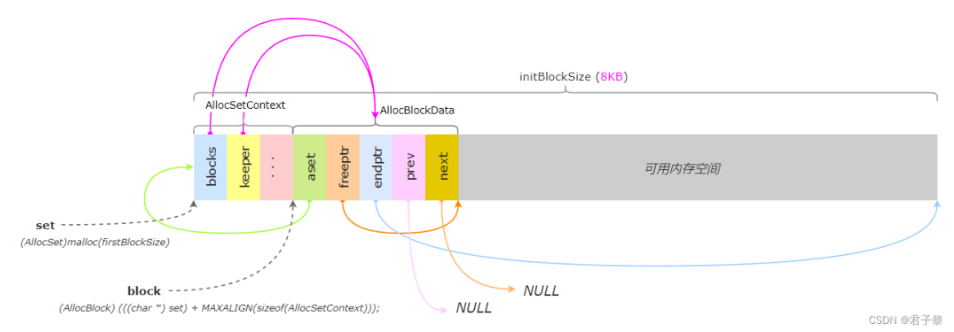 initBlockSize (8KB)
AllocSetContext
AllocBlockData
blocks
keeper
...
aset
freeptr
endptr
prev
next
可用内存空间
set
(AllocSet)malloc(firstBlockSize)
block
(AllocBlock) (((char *) set) + MAXALIGN(sizeof(AllocSetContext)));
NULL
NULL
CSDN @君子黎